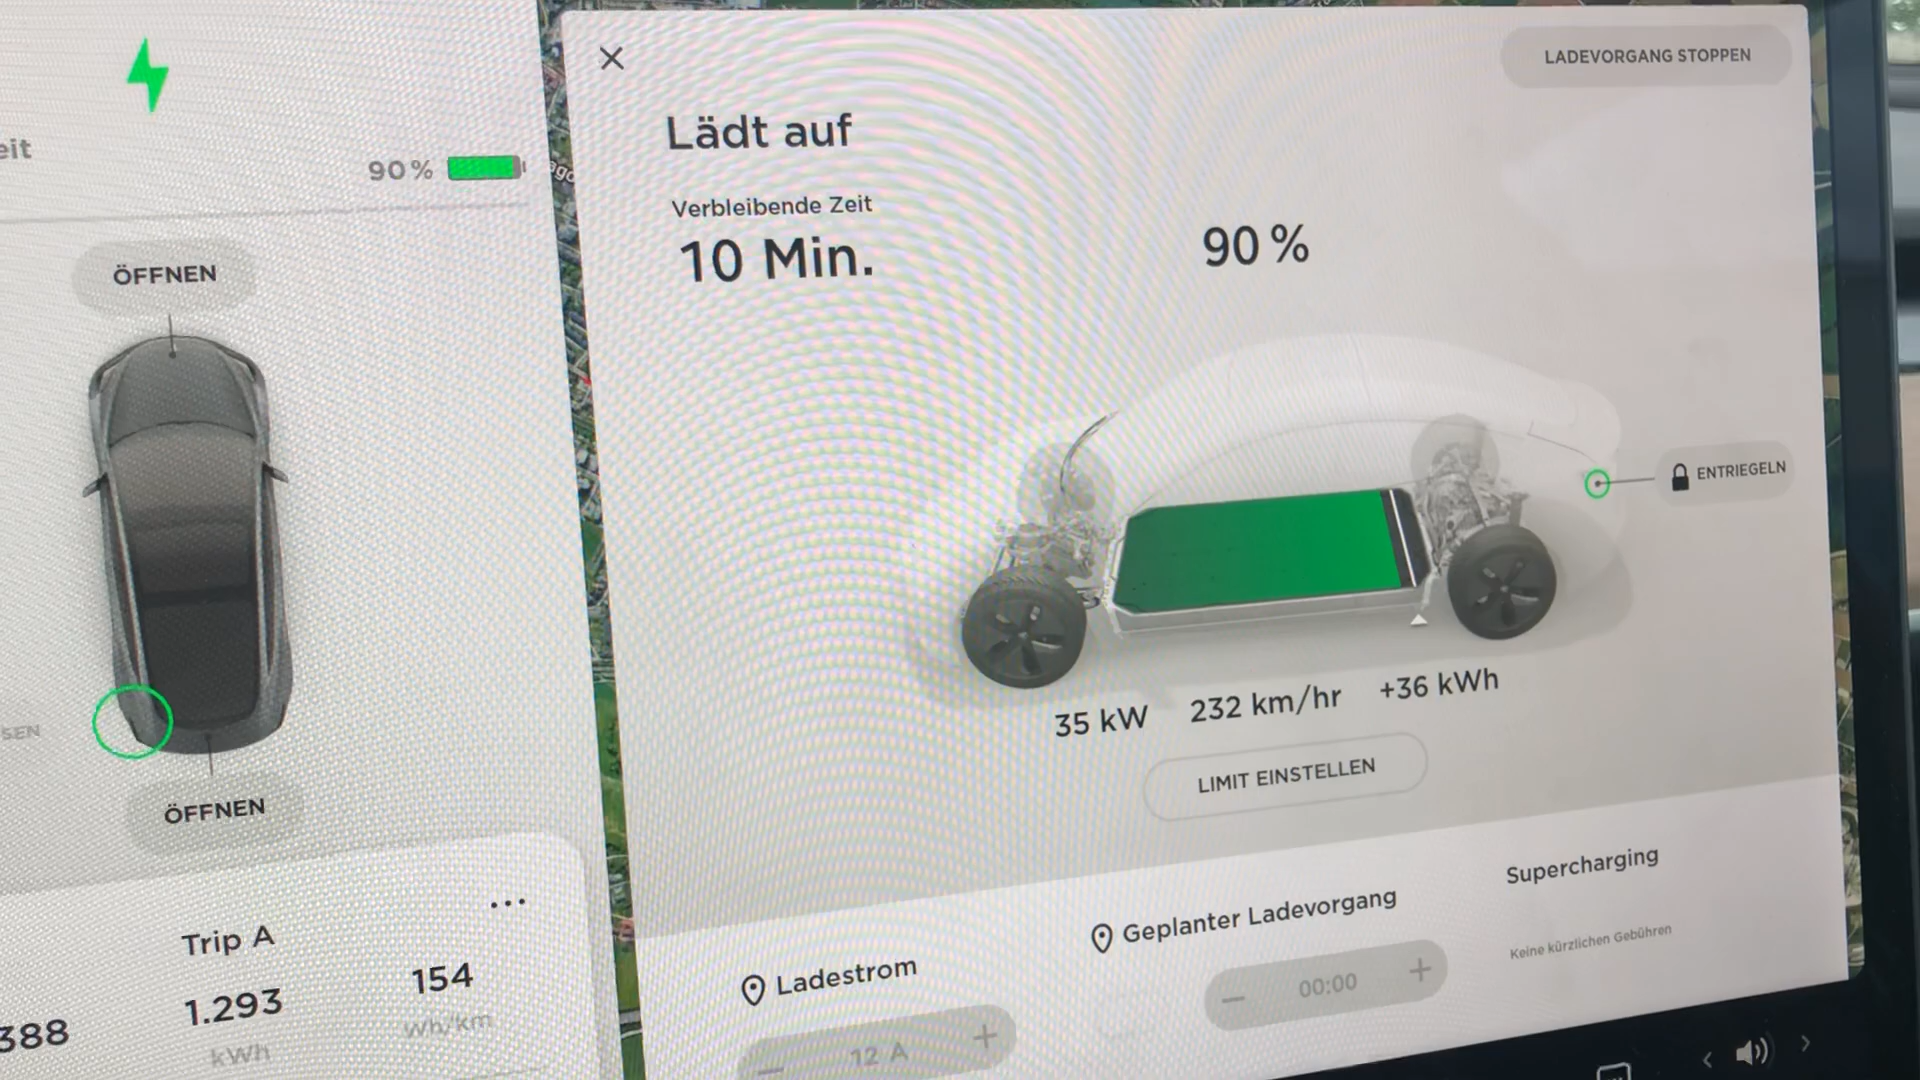 eit
90%
ÖFFNEN
SEN
ÖFFNEN
Trip A
388
1.293
kWh
154
Wh/km
LADEVORGANG STOPPEN
Lädt auf
Verbleibende Zeit
10 Min.
90 %
ENTRIEGELN
35 kW 232 km/hr +36 kWh
LIMIT EINSTELLEN
Ladestrom
12 A
Geplanter Ladevorgang
00:00
Supercharging
Keine kürzlichen Gebühren